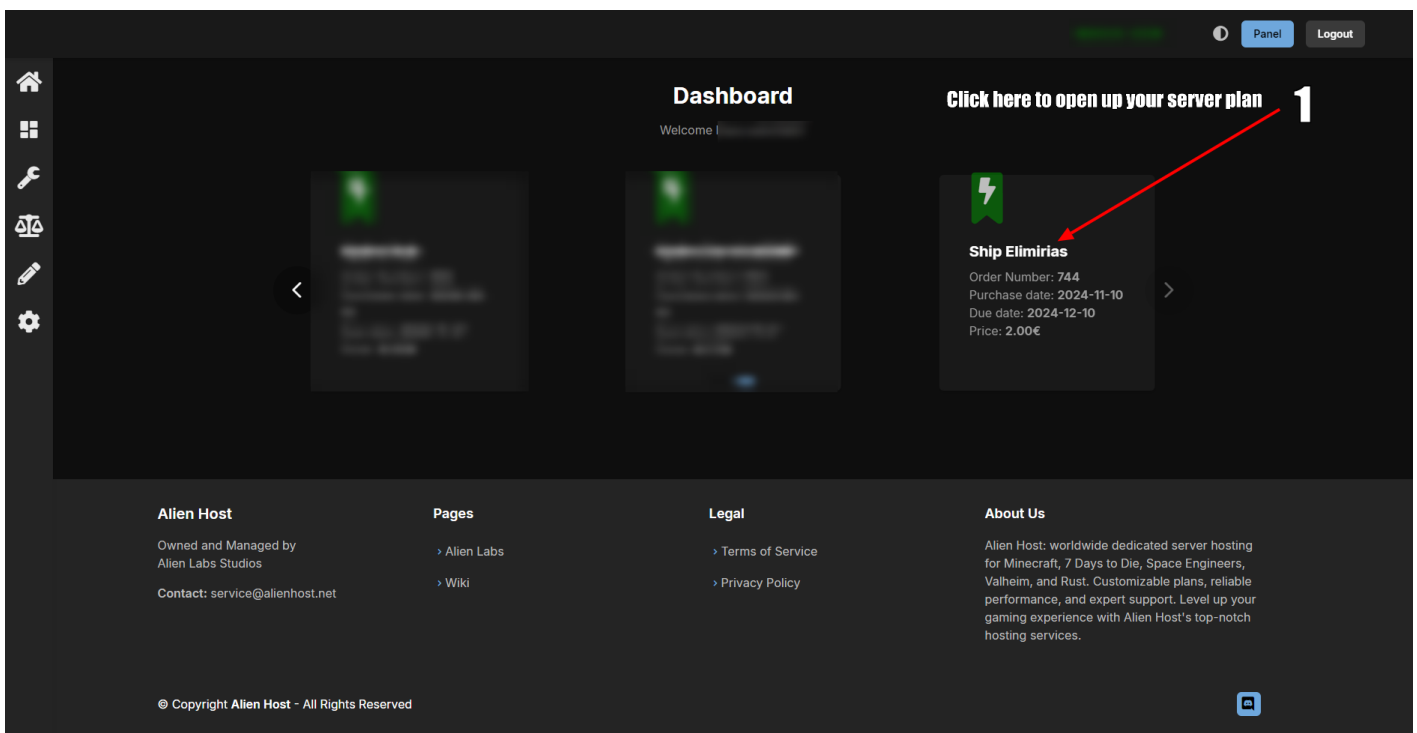 Panel
Logout
Dashboard
Click here to open up your server plan
1
Welcome
Ship Elimirias
Order Number: 744
Purchase date: 2024-11-10
Due date: 2024-12-10
Price: 2.00€
Alien Host
Owned and Managed by
Alien Labs Studios
Contact: service@alienhost.net
Pages
› Alien Labs
› Wiki
Legal
› Terms of Service
› Privacy Policy
About Us
Alien Host: worldwide dedicated server hosting
for Minecraft, 7 Days to Die, Space Engineers,
Valheim, and Rust. Customizable plans, reliable
performance, and expert support. Level up your
gaming experience with Alien Host's top-notch
hosting services.
© Copyright Alien Host - All Rights Reserved